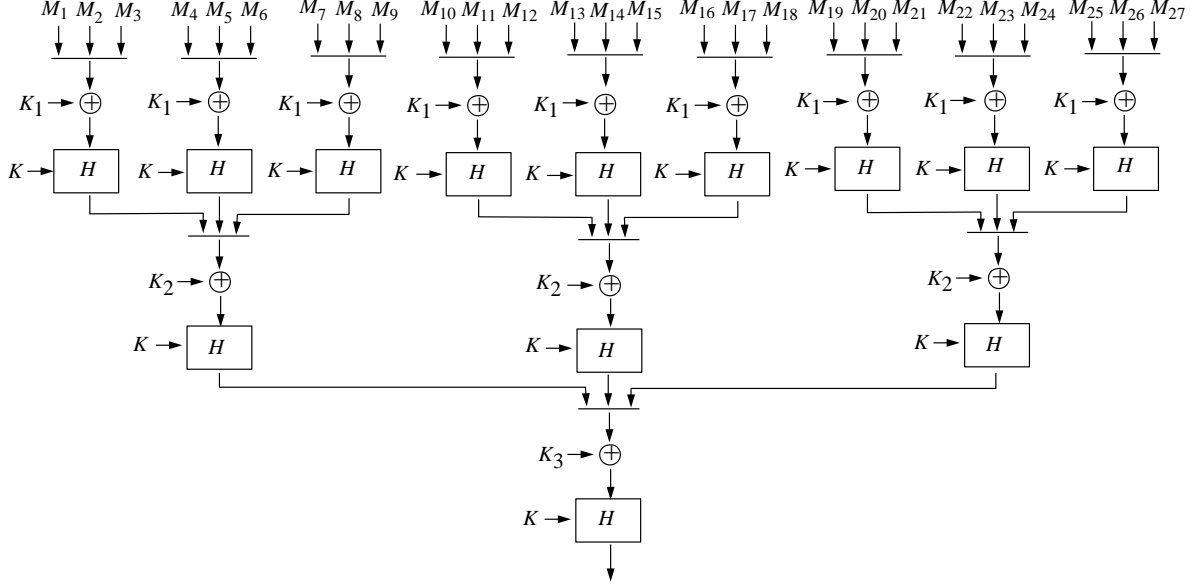 M1 M2 M3 M4 M5 M6 M7 M8 M9 M10 M11 M12 M13 M14 M15 M16 M17 M18 M19 M20 M21 M22 M23 M24 M25 M26 M27
K1 K1 K1 K1 K1 K1 K1 K1 K1
K H K H K H K H K H K H K H K H K H
K2 K2 K2
K H K H K H
K3
K H